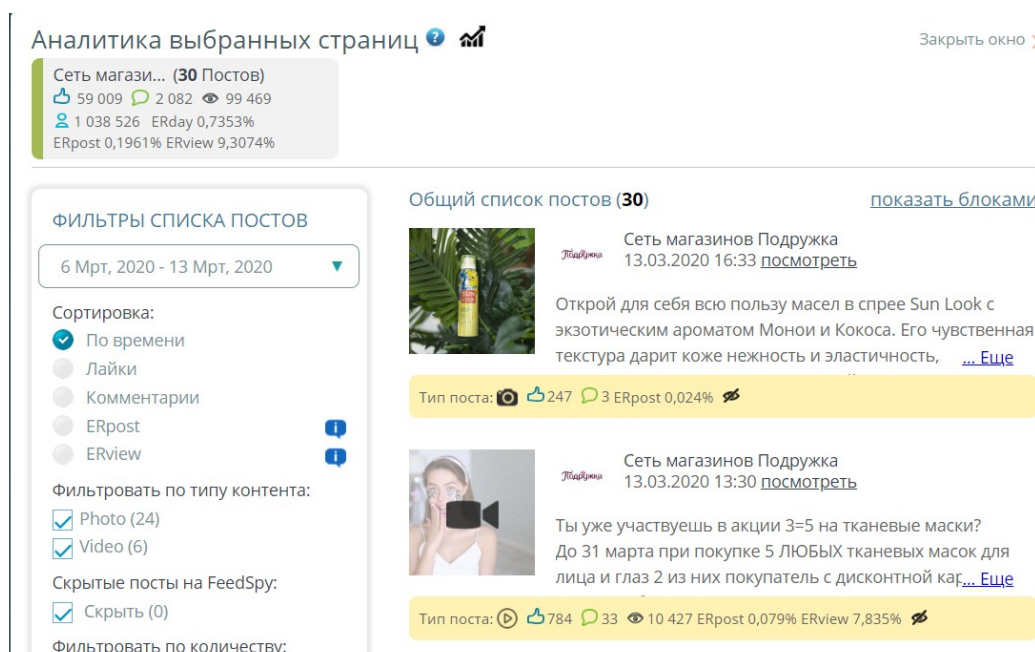 Аналитика выбранных страниц ?
Закрыть окно
Сеть магази... (30 Постов)
59 009 2 082 99 469
1 038 526 ERday 0,7353%
ERpost 0,1961% ERview 9,3074%
ФИЛЬТРЫ СПИСКА ПОСТОВ
6 Мрт, 2020 - 13 Мрт, 2020
Сортировка:
По времени
Лайки
Комментарии
ERpost
ERview
Фильтровать по типу контента:
Photo (24)
Video (6)
Скрытые посты на FeedSpy:
Скрыть (0)
Фильтровать по количеству:
Общий список постов (30)
показать блоками
SUN LOOK
Подружка
Сеть магазинов Подружка
13.03.2020 16:33 посмотреть
Открой для себя всю пользу масел в спрее Sun Look с
экзотическим ароматом Монои и Кокоса. Его чувственная
текстура дарит коже нежность и эластичность, ... Еще
Тип поста: 247 3 ERpost 0,024%
Подружка
Сеть магазинов Подружка
13.03.2020 13:30 посмотреть
Ты уже участвуешь в акции 3=5 на тканевые маски?
До 31 марта при покупке 5 ЛЮБЫХ тканевых масок для
лица и глаз 2 из них покупатель с дисконтной кар... Еще
Тип поста: 784 33 10 427 ERpost 0,079% ERview 7,835%